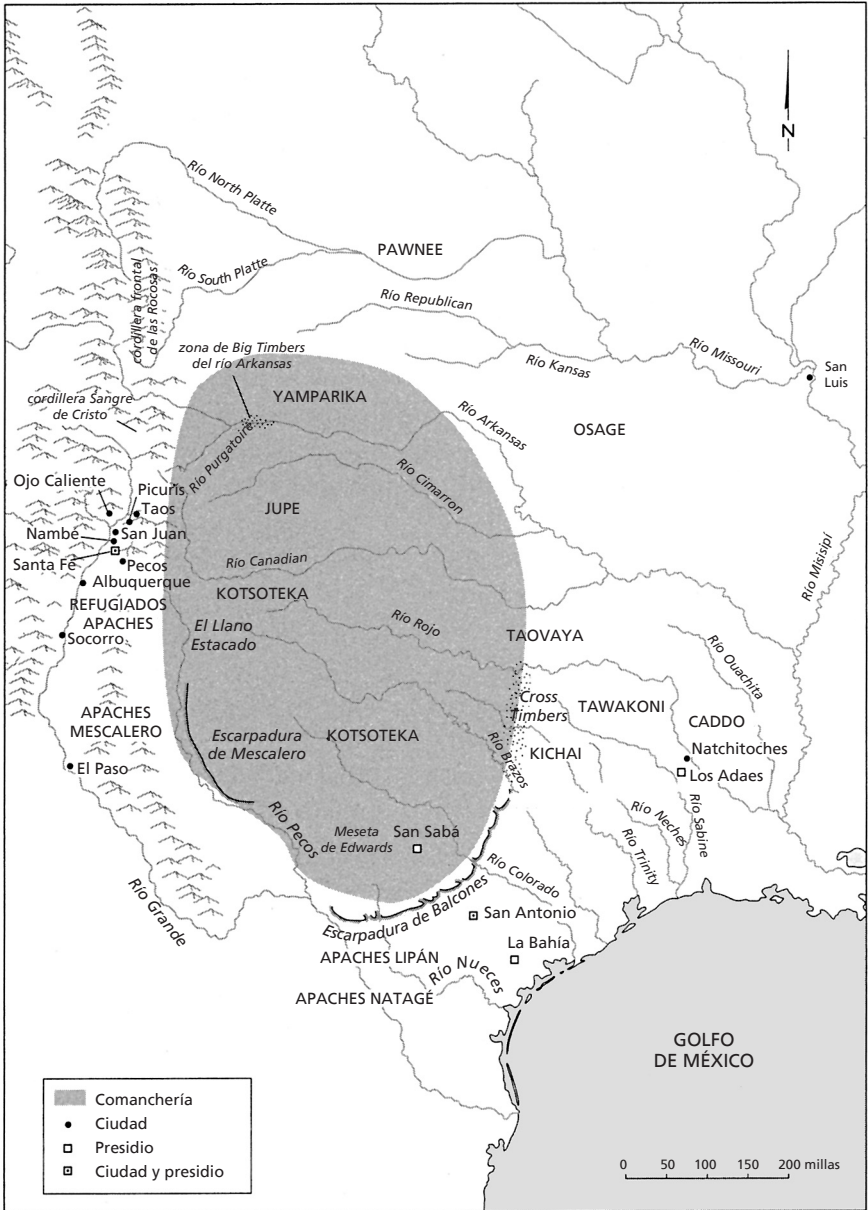 N
Río North Platte
PAWNEE
Río South Platte
cordillera frontal
de las Rocosas
Río Republican
zona de Big Timbers
del río Arkansas
Río Kansas
Río Missouri
San
Luis
YAMPARIKA
cordillera Sangre
de Cristo
Río Arkansas
OSAGE
Río Purgatoire
Río Cimarron
Ojo Caliente
Picurís
Taos
JUPE
Nambé
San Juan
Santa Fe
Pecos
Río Canadian
Río Misisipí
Albuquerque
KOTSOTEKA
REFUGIADOS
APACHES
El Llano
Estacado
Río Rojo
TAOVAYA
Socorro
Río Ouachita
Cross
Timbers
TAWAKONI
CADDO
APACHES
MESCALERO
Escarpadura
de Mescalero
KOTSOTEKA
Río Brazos
KICHAI
Natchitoches
El Paso
Los Adaes
Río Pecos
Meseta
de Edwards
San Sabá
Río Neches
Río Sabine
Río Trinity
Río Colorado
Río Grande
Escarpadura de Balcones
San Antonio
La Bahía
APACHES LIPÁN
Río Nueces
APACHES NATAGÉ
GOLFO
DE MÉXICO
Comanchería
Ciudad
Presidio
Ciudad y presidio
0 50 100 150 200 millas